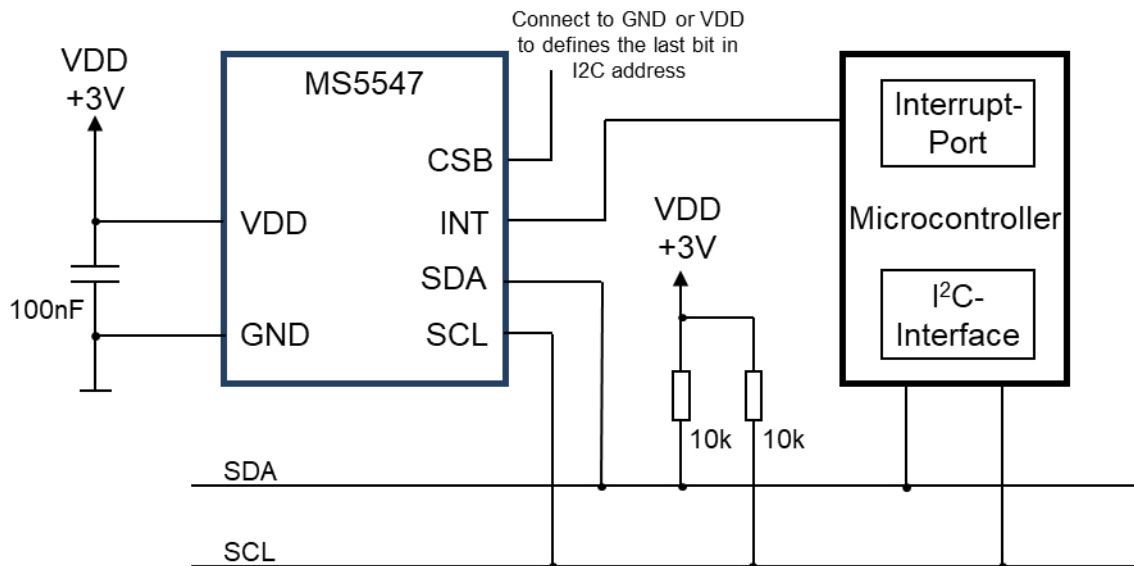 Connect to GND or VDD
to defines the last bit in
I2C address
VDD
+3V
MS5547
CSB
VDD
INT
SDA
GND
SCL
100nF
VDD
+3V
10k
10k
Interrupt-
Port
Microcontroller
I²C-
Interface
SDA
SCL